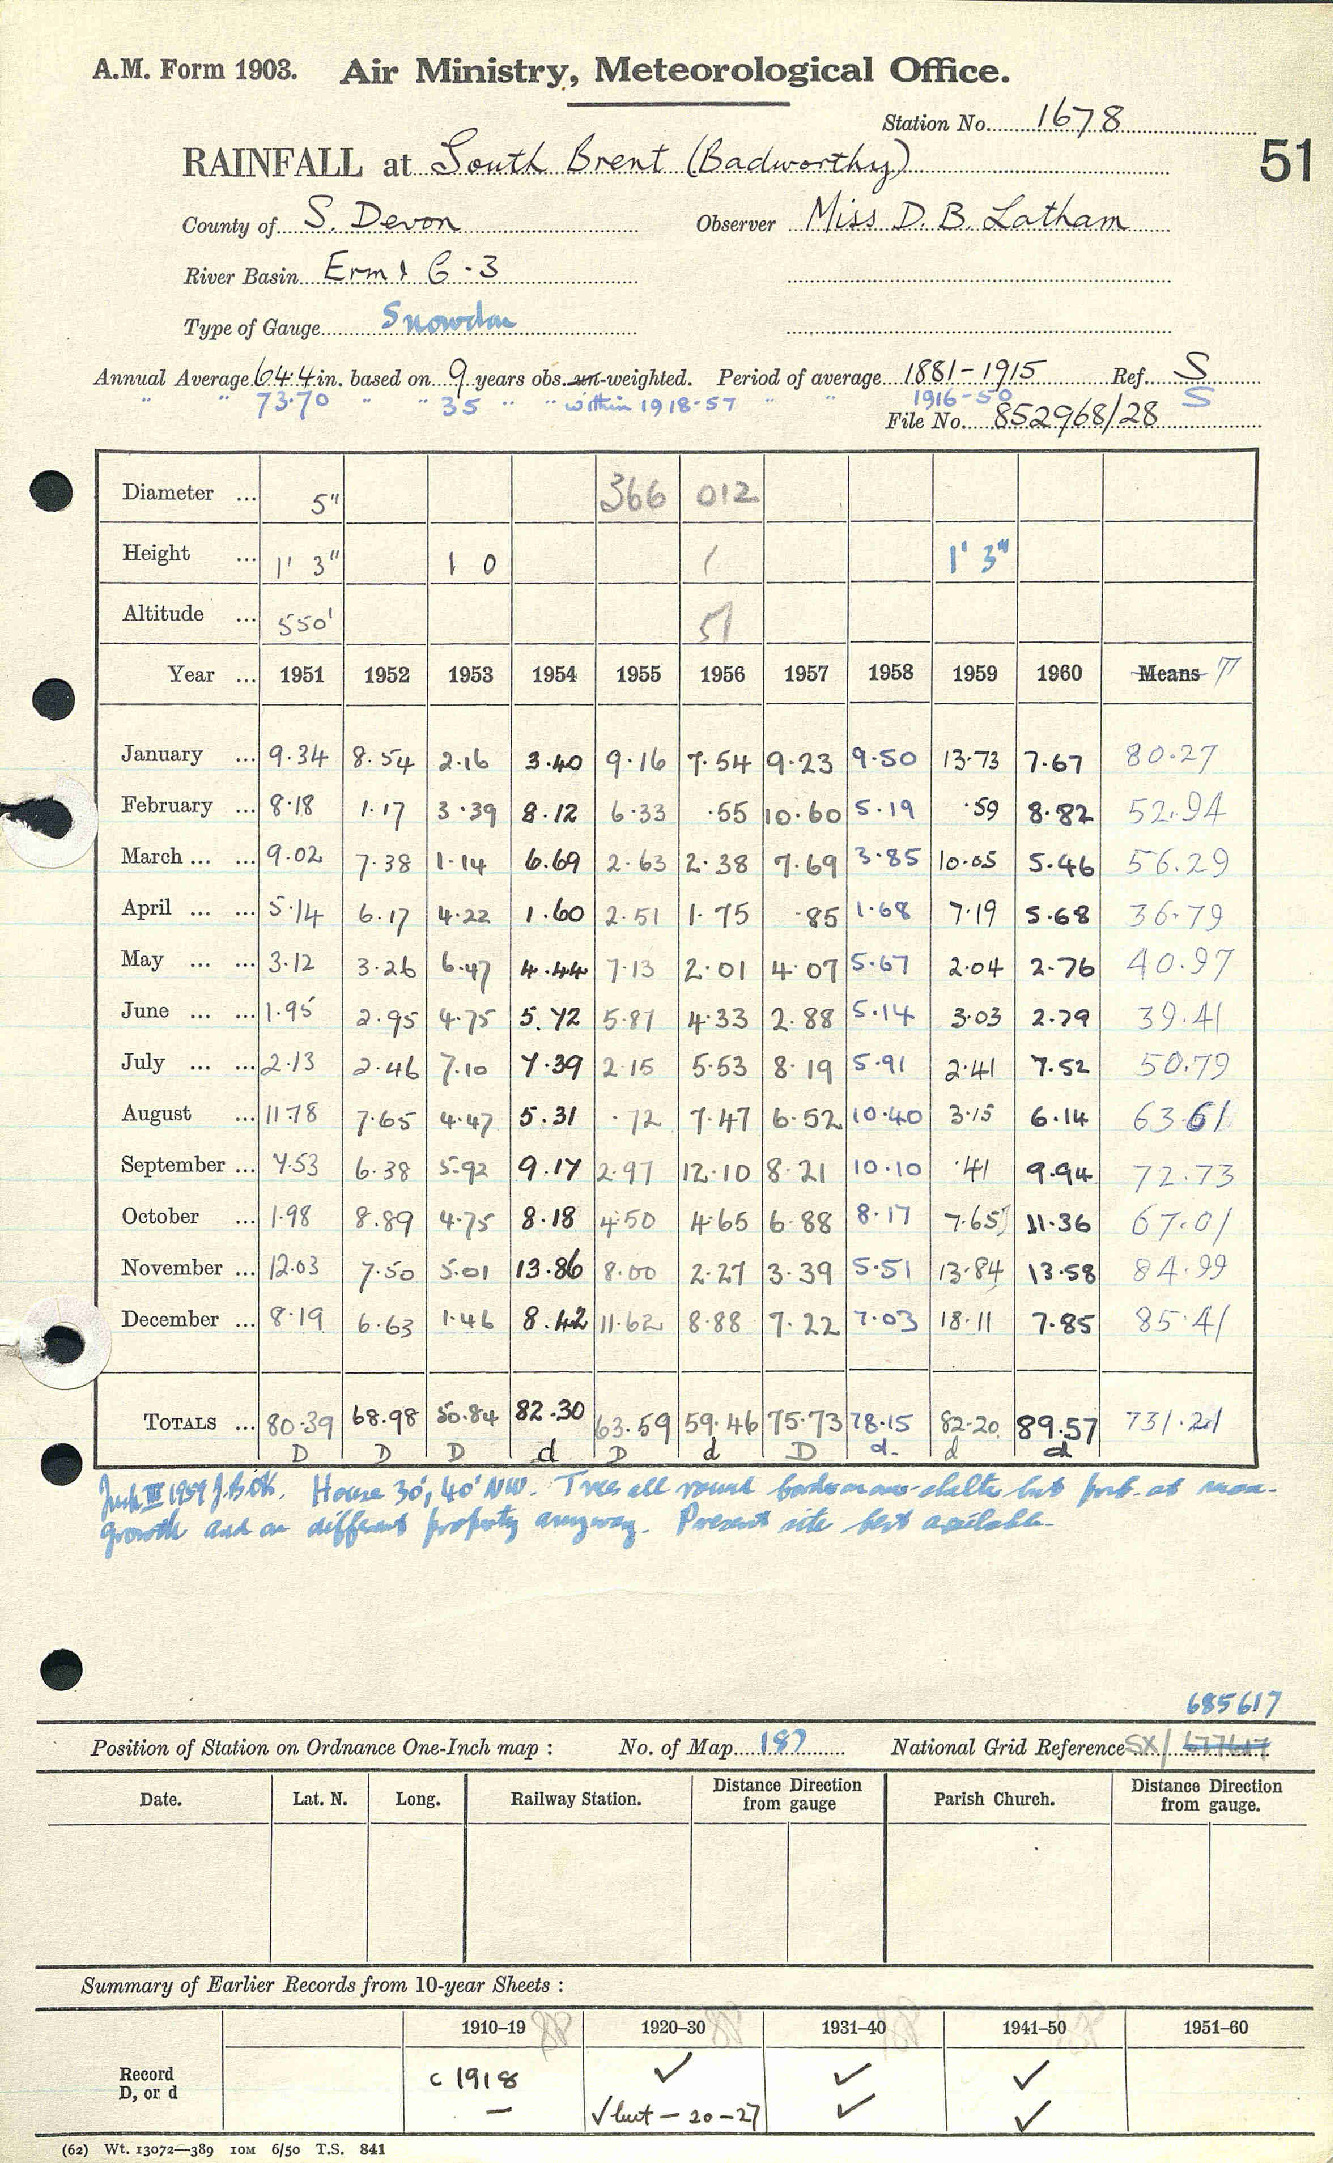 A.M. Form 1903. Air Ministry, Meteorological Office.
Station No. 1678
RAINFALL at South Brent (Badworthy)
51
County of S. Devon Observer Miss D. B. Latham
River Basin Erme 6.3
Type of Gauge Snowdon
Annual Average 64.4 in. based on 9 years obs. un-weighted. Period of average 1881-1915 Ref. S
" " 73.70 " " 35 " " within 1918-57 " " 1916-50 S
File No. 852968/28
Diameter ... 5" 366 012
Height ... 1' 3" 1 0 1 1' 3"
Altitude ... 550' 51
Year ... 1951 1952 1953 1954 1955 1956 1957 1958 1959 1960 Means T
January ... 9.34 8.54 2.16 3.40 9.16 7.54 9.23 9.50 13.73 7.67 80.27
February ... 8.18 1.17 3.39 8.12 6.33 .55 10.60 5.19 .59 8.82 52.94
March ... ... 9.02 7.38 1.14 6.69 2.63 2.38 7.69 3.85 10.05 5.46 56.29
April ... ... 5.14 6.17 4.22 1.60 2.51 1.75 .85 1.68 7.19 5.68 36.79
May ... ... 3.12 3.26 6.47 4.44 7.13 2.01 4.07 5.67 2.04 2.76 40.97
June ... ... 1.95 2.95 4.75 5.72 5.87 4.33 2.88 5.14 3.03 2.79 39.41
July ... ... 2.13 2.46 7.10 7.39 2.15 5.53 8.19 5.91 2.41 7.52 50.79
August ... 11.78 7.65 4.47 5.31 .72 7.47 6.52 10.40 3.15 6.14 63.61
September ... 7.53 6.38 5.92 9.17 2.97 12.10 8.21 10.10 .41 9.94 72.73
October ... 1.98 8.89 4.75 8.18 4.50 4.65 6.88 8.17 7.65 11.36 67.01
November ... 12.03 7.50 5.01 13.86 8.00 2.27 3.39 5.51 13.84 13.58 84.99
December ... 8.19 6.63 1.46 8.42 11.62 8.88 7.22 7.03 18.11 7.85 85.41
TOTALS ... 80.39 68.98 50.84 82.30 63.59 59.46 75.73 78.15 82.20 89.57 731.21
D D D d D d D d. d d
III 1959 House 30', 40' NW. Trees all round but prob. at max.
growth and on different property anyway. Present site best available.
685617
Position of Station on Ordnance One-Inch map : No. of Map 187 National Grid Reference SX/ 677617
Date. Lat. N. Long. Railway Station. Distance Direction from gauge Parish Church. Distance Direction from gauge.
Summary of Earlier Records from 10-year Sheets :
1910–19 1920–30 1931–40 1941–50 1951–60
Record c 1918 ✓ ✓ ✓
D, or d – ✓ but – 20-27 ✓ ✓
(62) Wt. 13072—389 10M 6/50 T.S. 841